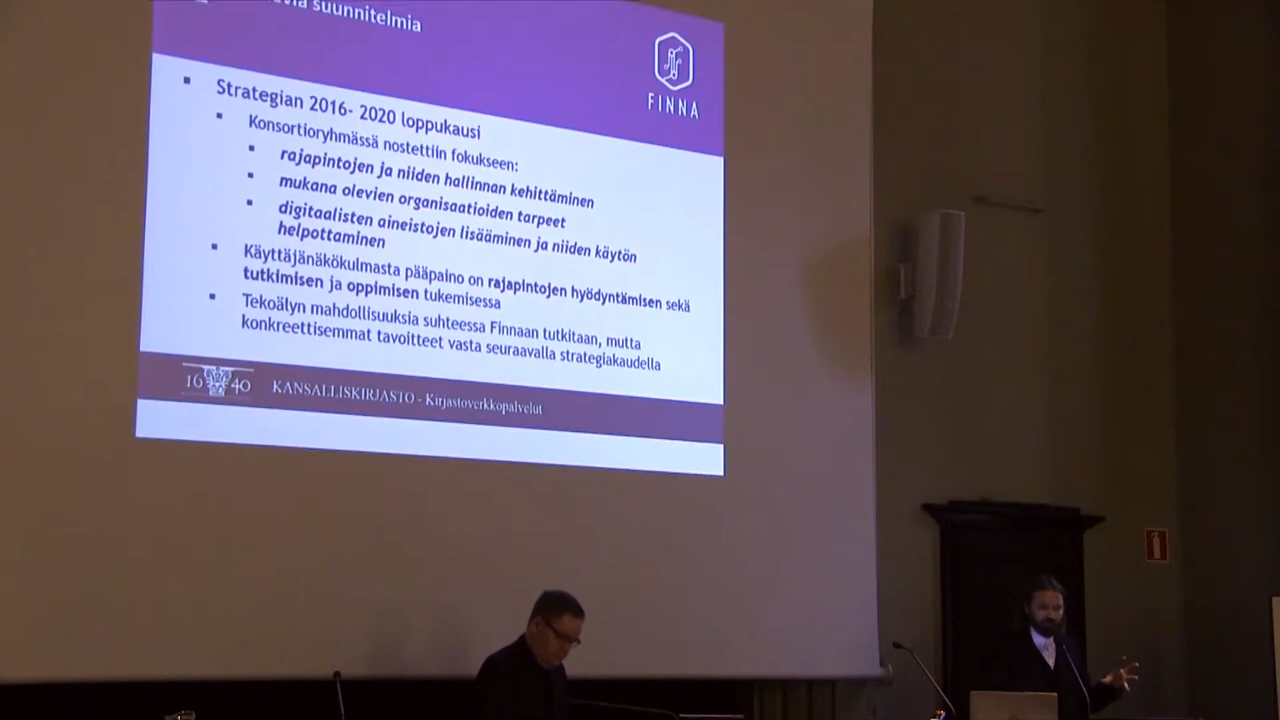 suunnitelmia
FINNA
Strategian 2016- 2020 loppukausi
Konsortioryhmässä nostettiin fokukseen:
rajapintojen ja niiden hallinnan kehittäminen
mukana olevien organisaatioiden tarpeet
digitaalisten aineistojen lisääminen ja niiden käytön
helpottaminen
Käyttäjänäkökulmasta pääpaino on rajapintojen hyödyntämisen sekä
tutkimisen ja oppimisen tukemisessa
Tekoälyn mahdollisuuksia suhteessa Finnaan tutkitaan, mutta
konkreettisemmat tavoitteet vasta seuraavalla strategiakaudella
1640 KANSALLISKIRJASTO - Kirjastoverkkopalvelut